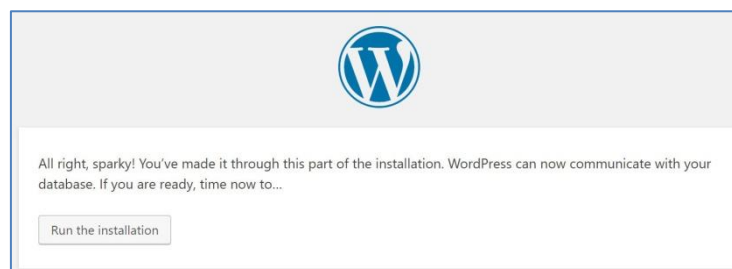 All right, sparky! You’ve made it through this part of the installation. WordPress can now communicate with your
database. If you are ready, time now to…
Run the installation